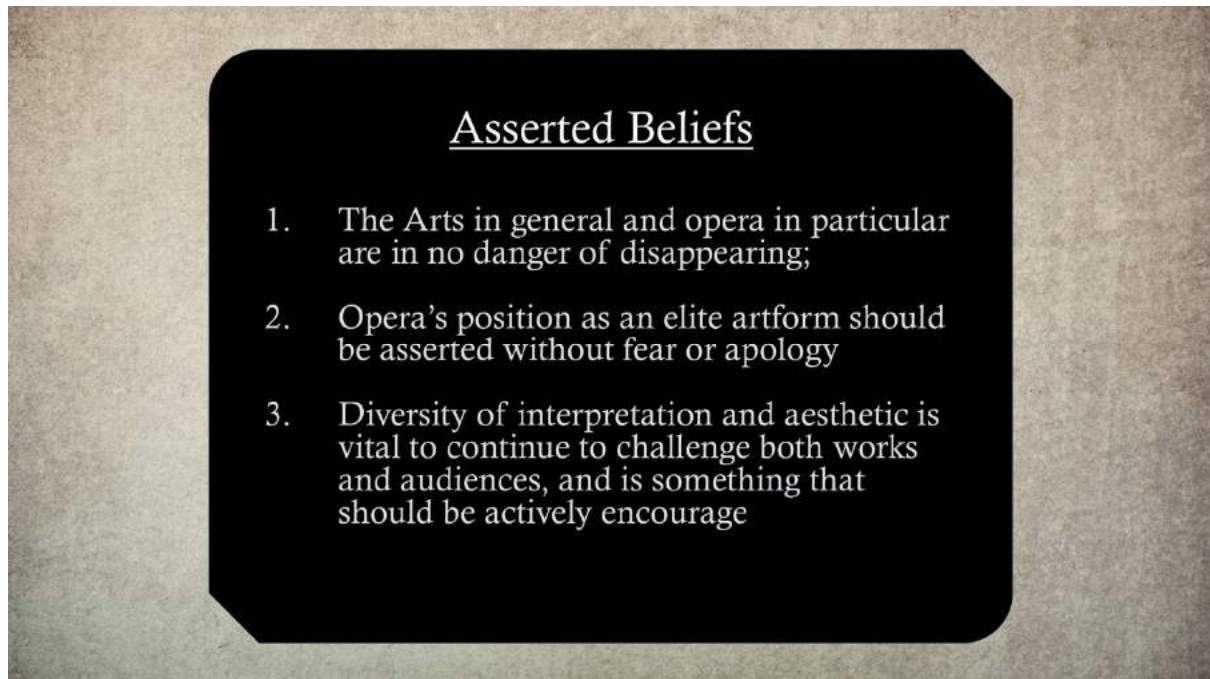 Asserted Beliefs
1. The Arts in general and opera in particular
are in no danger of disappearing;
2. Opera's position as an elite artform should
be asserted without fear or apology
3. Diversity of interpretation and aesthetic is
vital to continue to challenge both works
and audiences, and is something that
should be actively encourage